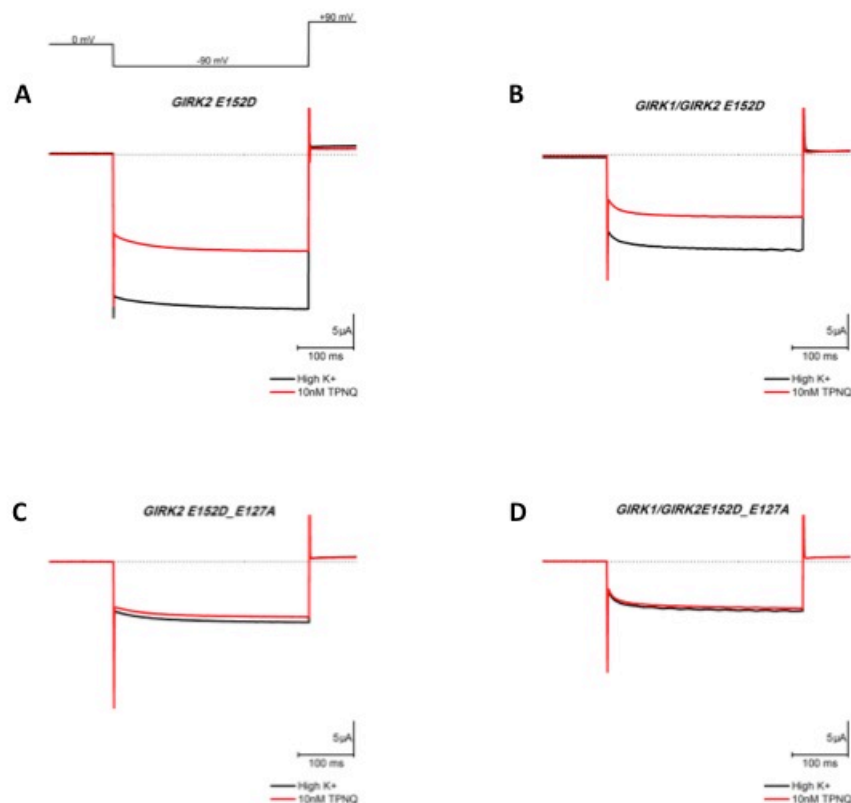 +90 mV
0 mV
-90 mV
A
GIRK2 E152D
5µA
100 ms
High K+
10nM TPNQ
B
GIRK1/GIRK2 E152D
5µA
100 ms
High K+
10nM TPNQ
C
GIRK2 E152D_E127A
5µA
100 ms
High K+
10nM TPNQ
D
GIRK1/GIRK2E152D_E127A
5µA
100 ms
High K+
10nM TPNQ